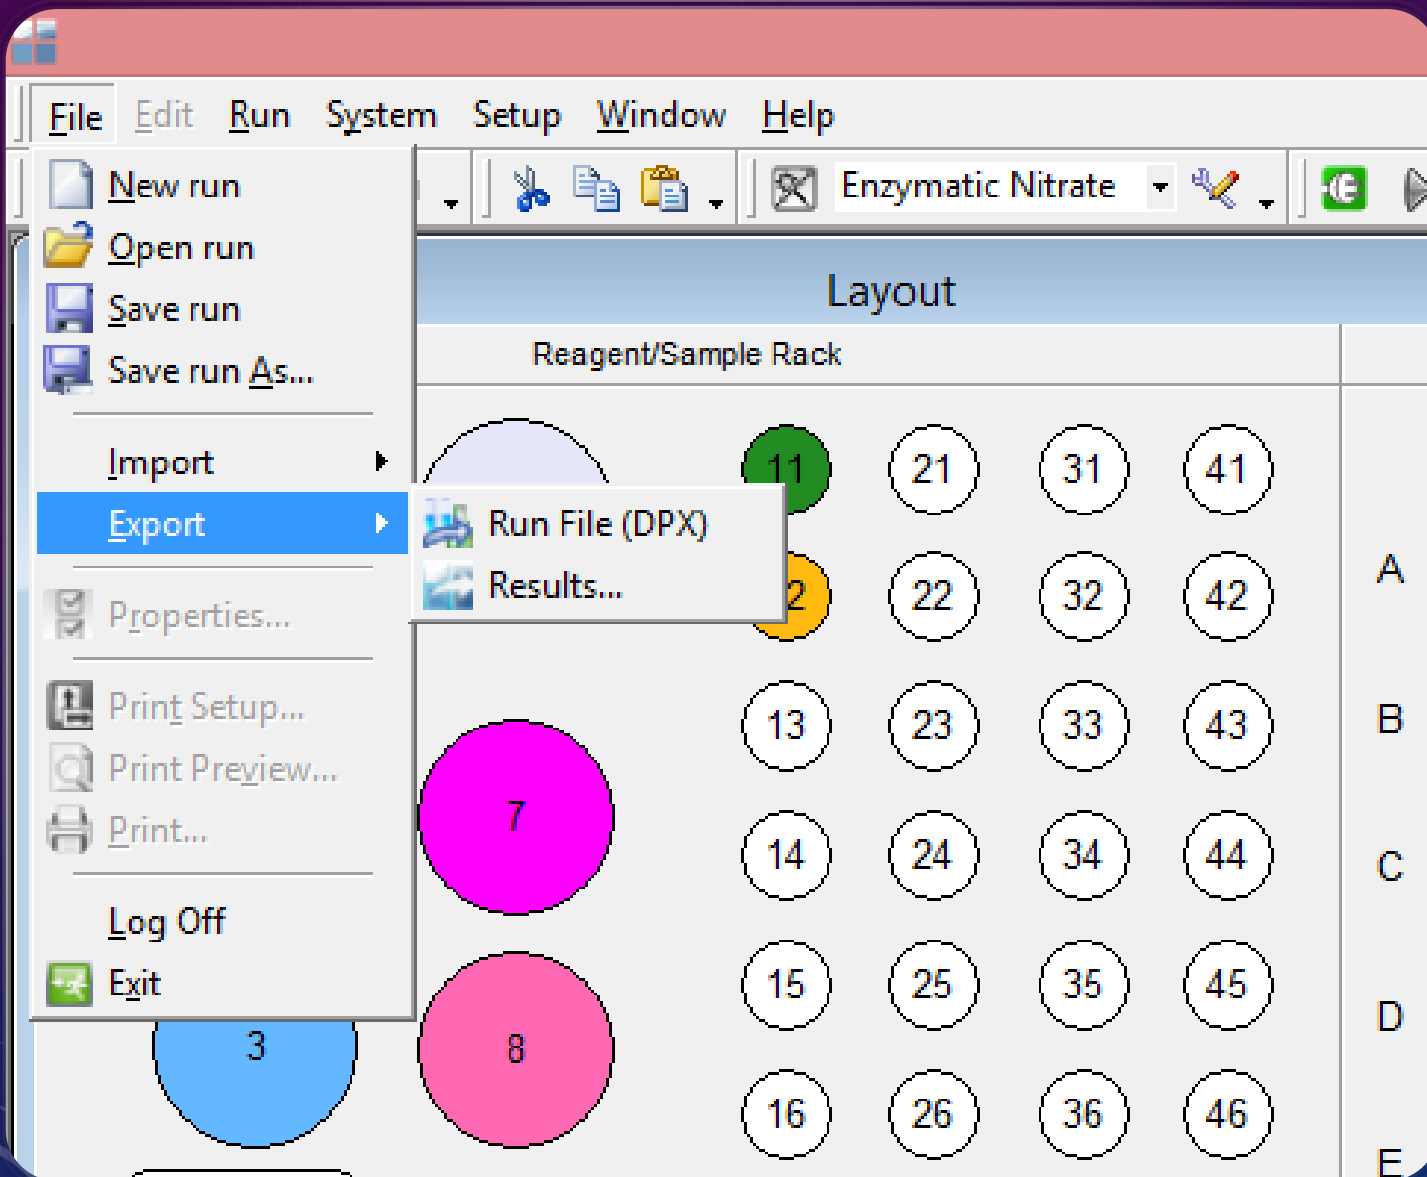 File Edit Run System Setup Window Help
New run
Open run
Save run
Save run As...
Import
Export
Properties...
Print Setup...
Print Preview...
Print...
Log Off
Exit
Run File (DPX)
Results...
Enzymatic Nitrate
Layout
Reagent/Sample Rack
11 21 31 41
2 22 32 42
13 23 33 43
7
14 24 34 44
15 25 35 45
3 8
16 26 36 46
A
B
C
D
E